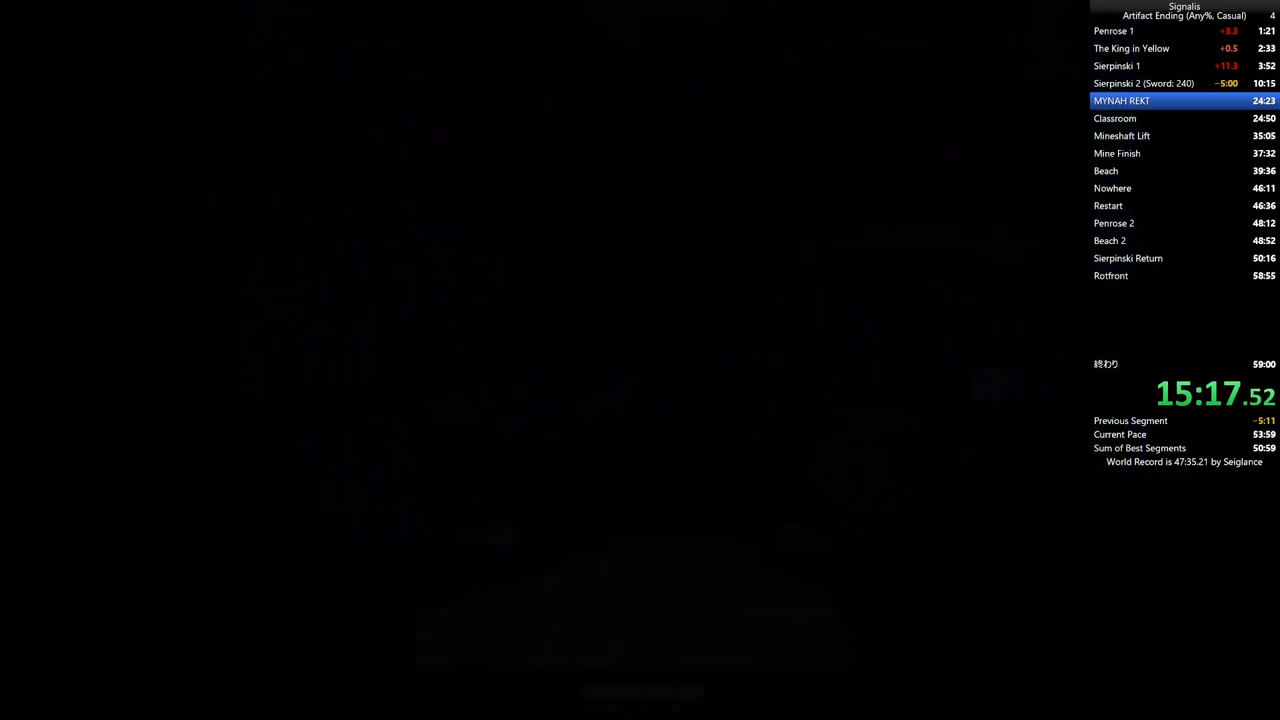 Signalis
Artifact Ending (Any%, Casual) 4
Penrose 1 +3.3 1:21
The King in Yellow +0.5 2:33
Sierpinski 1 +11.3 3:52
Sierpinski 2 (Sword: 240) −5:00 10:15
MYNAH REKT 24:23
Classroom 24:50
Mineshaft Lift 35:05
Mine Finish 37:32
Beach 39:36
Nowhere 46:11
Restart 46:36
Penrose 2 48:12
Beach 2 48:52
Sierpinski Return 50:16
Rotfront 58:55
終わり 59:00
15:17.52
Previous Segment −5:11
Current Pace 53:59
Sum of Best Segments 50:59
World Record is 47:35.21 by Seiglance